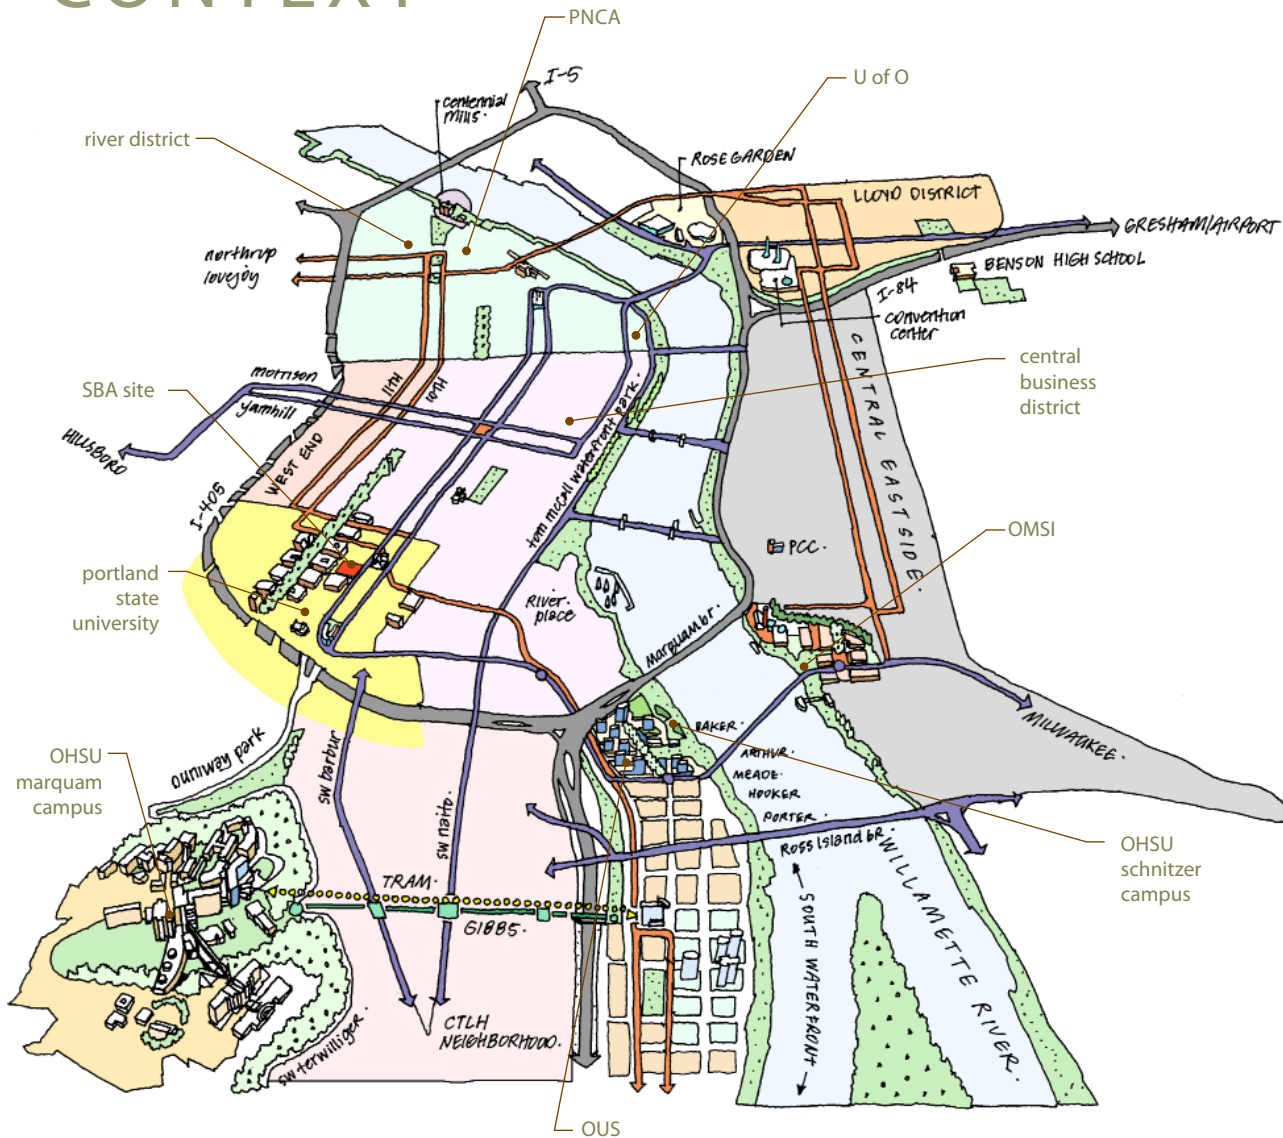 CONTEXT
PNCA
I-5
U of O
centennial
mills.
river district
ROSE GARDEN
LLOYD DISTRICT
GRESHAM/AIRPORT
northrup
lovejoy
BENSON HIGH SCHOOL
I-84
convention
center
CENTRAL EASTSIDE.
central
business
district
morrison
yamhill
SBA site
11TH
10TH
HILLSBORO
WEST END
tom mccall waterfront park.
I-405
PCC.
OMSI
portland
state
university
River.
place
Marquam br.
MILWAUKEE.
BAKER.
ARTHUR.
MEADE.
HOOKER
PORTER.
Ross Island br.
OHSU
marquam
campus
Duniway park
sw barbur
sw naito.
OHSU
schnitzer
campus
TRAM.
GIBBS.
SOUTH WATERFRONT
WILLAMETTE RIVER.
CTLH
NEIGHBORHOOD.
sw terwilliger.
OUS